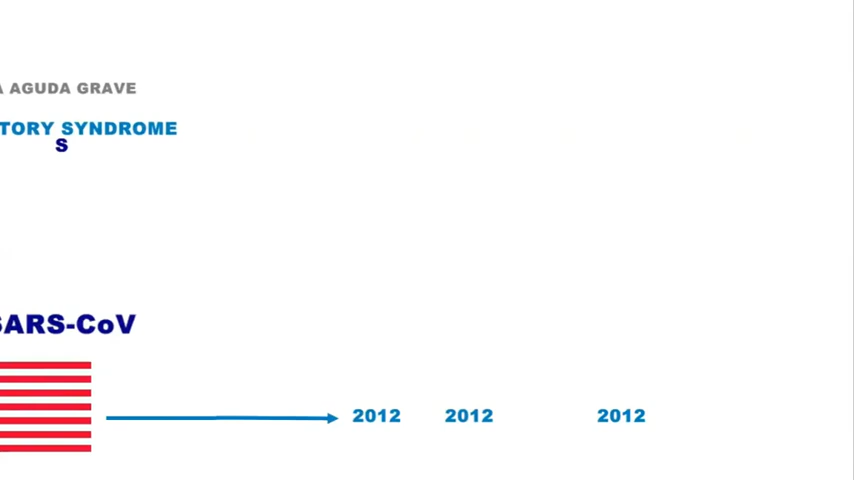 AGUDA GRAVE
TORY SYNDROME
S
SARS-CoV
2012 2012 2012